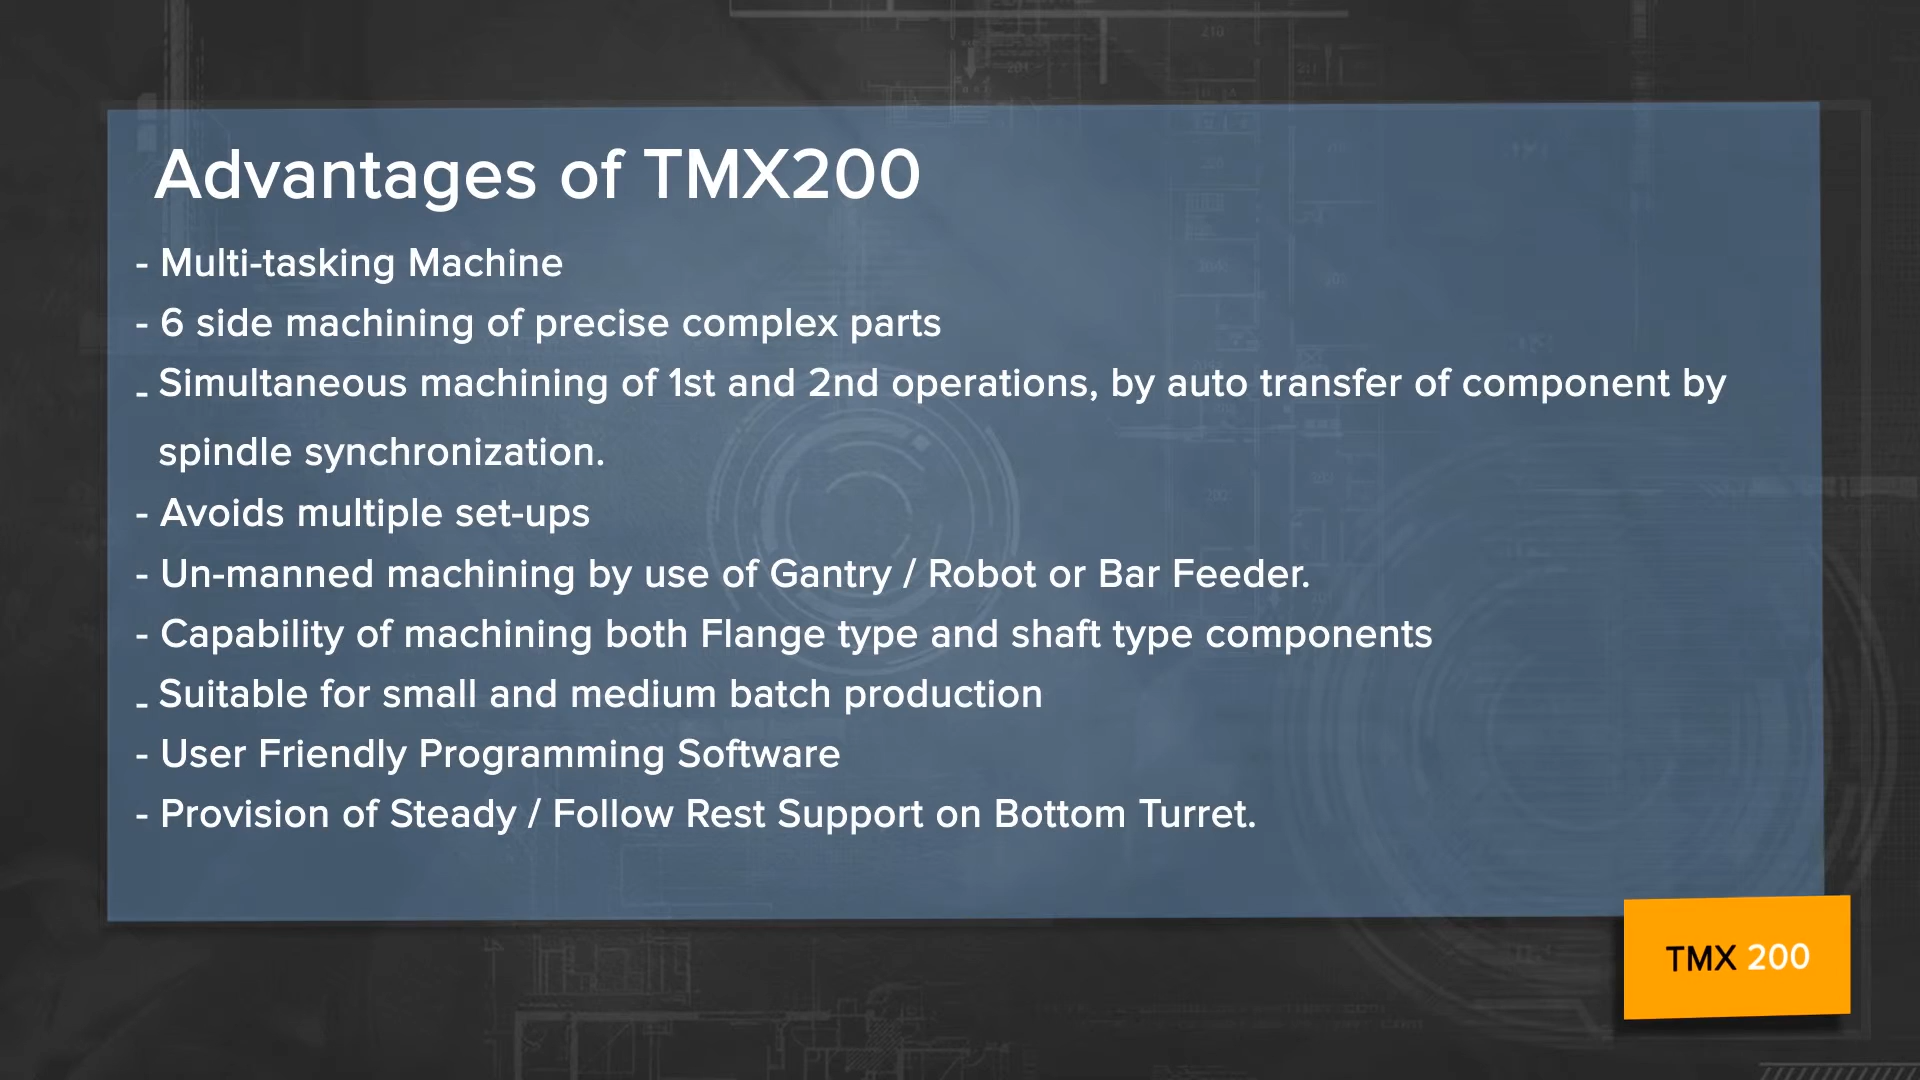 Advantages of TMX200
- Multi-tasking Machine
- 6 side machining of precise complex parts
- Simultaneous machining of 1st and 2nd operations, by auto transfer of component by
spindle synchronization.
- Avoids multiple set-ups
- Un-manned machining by use of Gantry / Robot or Bar Feeder.
- Capability of machining both Flange type and shaft type components
- Suitable for small and medium batch production
- User Friendly Programming Software
- Provision of Steady / Follow Rest Support on Bottom Turret.
TMX 200